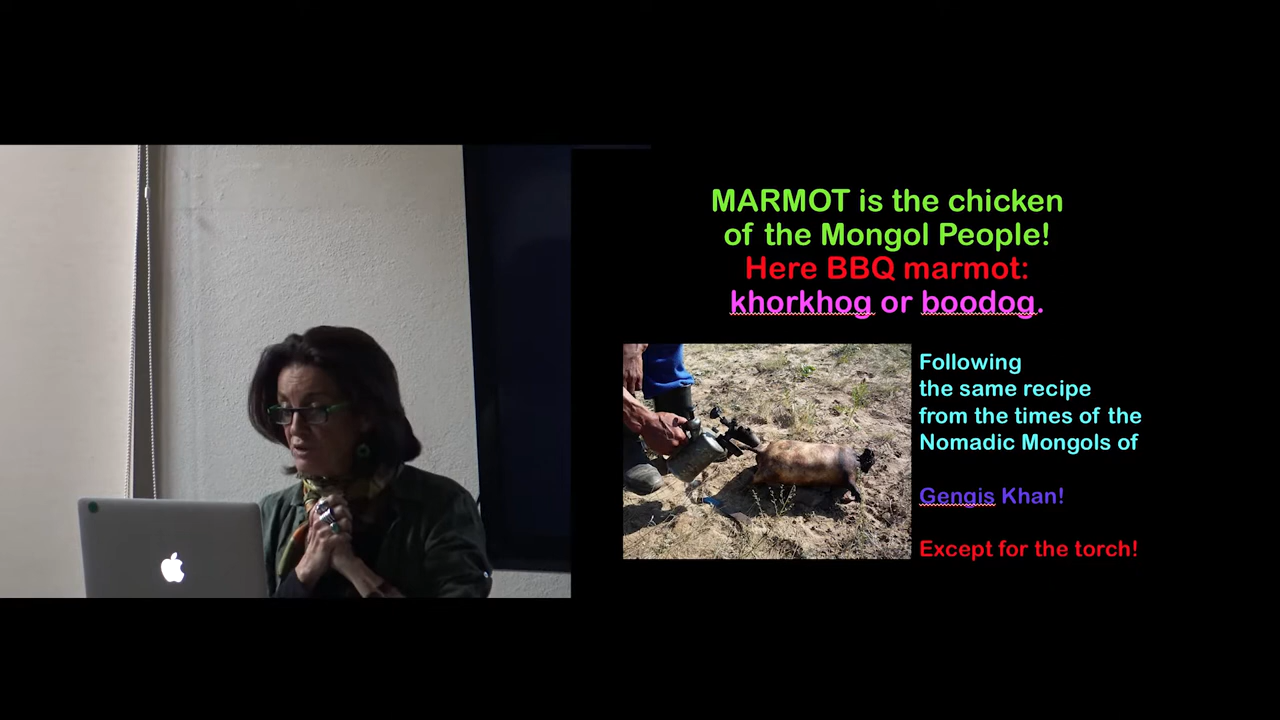 MARMOT is the chicken
of the Mongol People!
Here BBQ marmot:
khorkhog or boodog.
Following
the same recipe
from the times of the
Nomadic Mongols of
Gengis Khan!
Except for the torch!